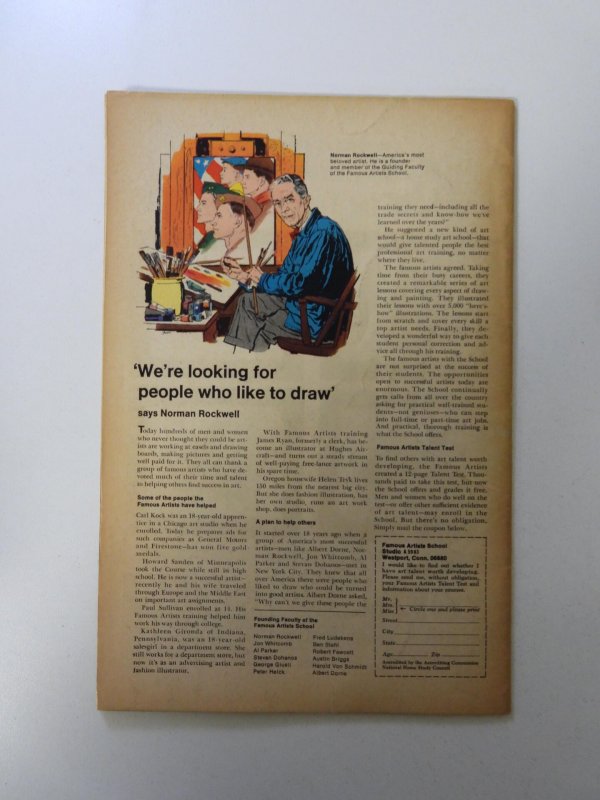 Norman Rockwell—America's most
beloved artist. He is a founder
and member of the Guiding Faculty
of the Famous Artists School.
'We're looking for
people who like to draw'
says Norman Rockwell
Today hundreds of men and women
who never thought they could be art-
ists are working at easels and drawing
boards, making pictures and getting
well paid for it. They all can thank a
group of famous artists who have de-
voted much of their time and talent
to helping others find success in art.
Some of the people the
Famous Artists have helped
Carl Kock was an 18-year-old appren-
tice in a Chicago art studio when he
enrolled. Today he prepares ads for
such companies as General Motors
and Firestone—has won five gold
medals.
Howard Sanden of Minneapolis
took the Course while still in high
school. He is now a successful artist—
recently he and his wife traveled
through Europe and the Middle East
on important art assignments.
Paul Sullivan enrolled at 14. His
Famous Artists training helped him
work his way through college.
Kathleen Gironda of Indiana,
Pennsylvania, was an 18-year-old
salesgirl in a department store. She
still works for a department store, but
now it's as an advertising artist and
fashion illustrator.
With Famous Artists training
James Ryan, formerly a clerk, has be-
come an illustrator at Hughes Air-
craft—and turns out a steady stream
of well-paying free-lance artwork in
his spare time.
Oregon housewife Helen Tryk lives
150 miles from the nearest big city.
But she does fashion illustration, has
her own studio, runs an art work
shop, does portraits.
A plan to help others
It started over 18 years ago when a
group of America's most successful
artists—men like Albert Dorne, Nor-
man Rockwell, Jon Whitcomb, Al
Parker and Stevan Dohanos—met in
New York City. They knew that all
over America there were people who
liked to draw who could be turned
into good artists. Albert Dorne asked,
"Why can't we give these people the
Founding Faculty of the
Famous Artists School
Norman Rockwell
Jon Whitcomb
Al Parker
Stevan Dohanos
George Giusti
Peter Helck
Fred Ludekens
Ben Stahl
Robert Fawcett
Austin Briggs
Harold Von Schmidt
Albert Dorne
training they need—including all the
trade secrets and know-how we've
learned over the years?"
He suggested a new kind of art
school—a home study art school—that
would give talented people the best
professional art training, no matter
where they live.
The famous artists agreed. Taking
time from their busy careers, they
created a remarkable series of art
lessons covering every aspect of draw-
ing and painting. They illustrated
their lessons with over 5,000 "here's-
how" illustrations. The lessons start
from scratch and cover every skill a
top artist needs. Finally, they de-
veloped a wonderful way to give each
student personal correction and ad-
vice all through his training.
The famous artists with the School
are not surprised at the success of
their students. The opportunities
open to successful artists today are
enormous. The School continually
gets calls from all over the country
asking for practical well-trained stu-
dents—not geniuses—who can step
into full-time or part-time art jobs.
And practical, thorough training is
what the School offers.
Famous Artists Talent Test
To find others with art talent worth
developing, the Famous Artists
created a 12-page Talent Test. Thou-
sands paid to take this test, but now
the School offers and grades it free.
Men and women who do well on the
test—or offer other sufficient evidence
of art talent—may enroll in the
School. But there's no obligation.
Simply mail the coupon below.
Famous Artists School
Studio
Westport, Conn. 06880
I would like to find out whether I
have art talent worth developing.
Please send me, without obligation,
your Famous Artists Talent Test and
information about your courses.
Mr.
Mrs.
Miss
Circle one and please print
Street
City
State
Age Zip
Accredited by the Accrediting Commission
National Home Study Council